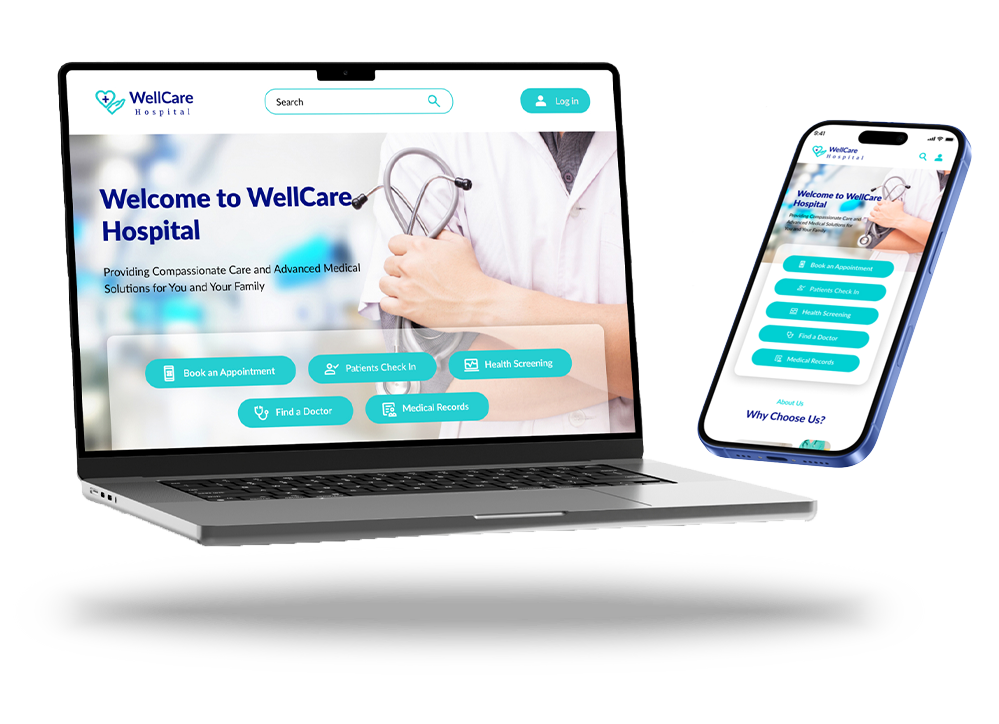 WellCare
Hospital
Search
Log in
Welcome to WellCare
Hospital
Providing Compassionate Care and Advanced Medical
Solutions for You and Your Family
Book an Appointment
Patients Check In
Health Screening
Find a Doctor
Medical Records
9:41
WellCare
Hospital
Welcome to WellCare
Hospital
Providing Compassionate Care and
Advanced Medical Solutions for
You and Your Family
Book an Appointment
Patients Check In
Health Screening
Find a Doctor
Medical Records
About Us
Why Choose Us?